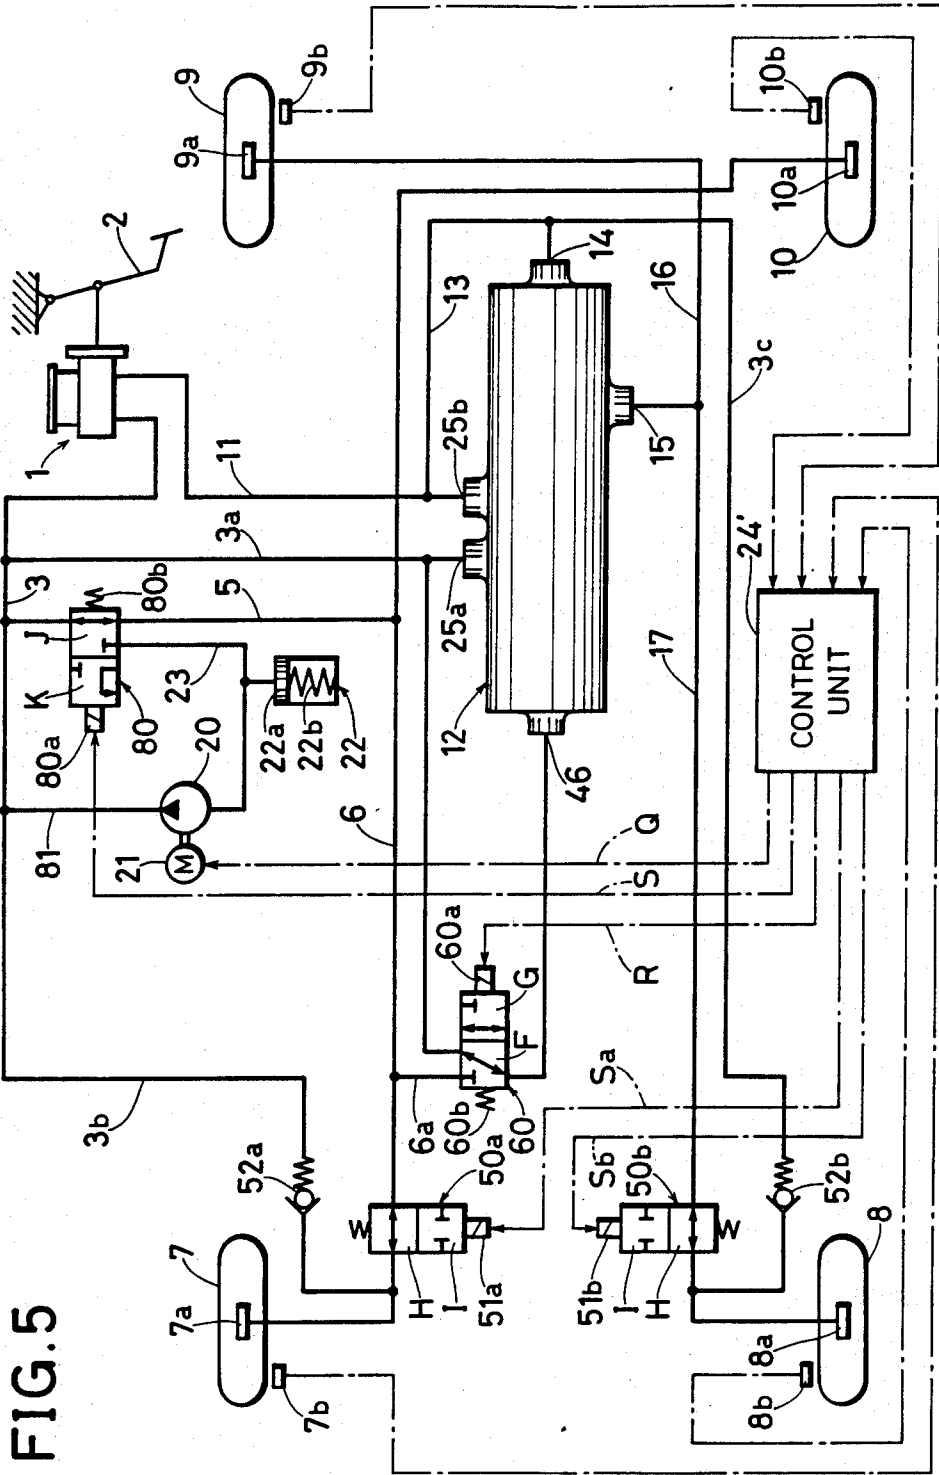 FIG.5
7
7a
7b
3b
52a
H
I
51a
50a
6a
60b
60
F
G
60a
6
81
21
M
20
80a
80
K
J
80b
3
5
23
22a
22b
22
1
2
11
3a
13
25a
25b
12
46
14
15
16
3c
17
9
9a
9b
10
10a
10b
24'
CONTROL
UNIT
Q
S
R
Sa
Sb
50b
51b
I
H
52b
8
8a
8b